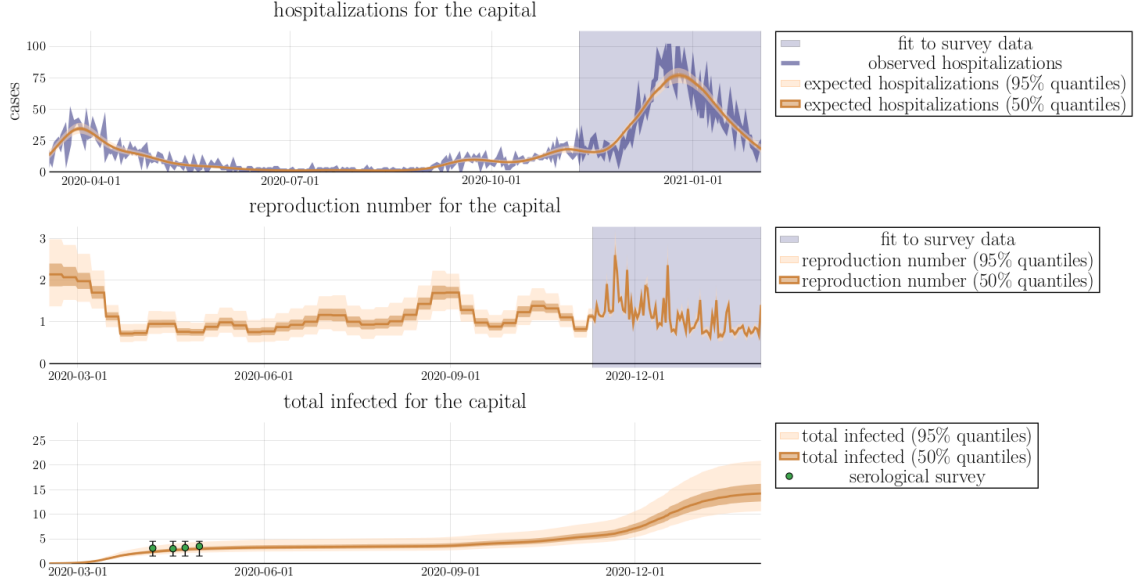 hospitalizations for the capital
100
75
50
25
0
cases
2020-04-01 2020-07-01 2020-10-01 2021-01-01
fit to survey data
observed hospitalizations
expected hospitalizations (95% quantiles)
expected hospitalizations (50% quantiles)
reproduction number for the capital
3
2
1
0
2020-03-01 2020-06-01 2020-09-01 2020-12-01
fit to survey data
reproduction number (95% quantiles)
reproduction number (50% quantiles)
total infected for the capital
25
20
15
10
5
0
2020-03-01 2020-06-01 2020-09-01 2020-12-01
total infected (95% quantiles)
total infected (50% quantiles)
serological survey